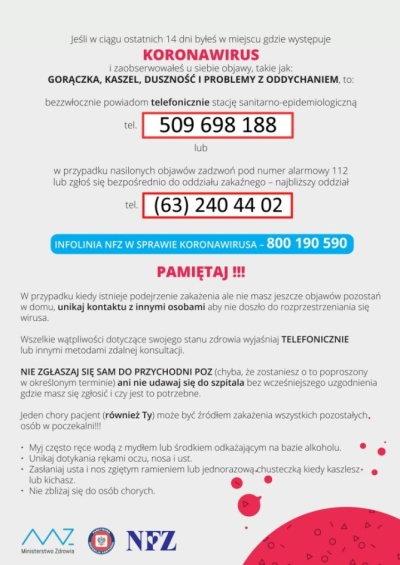 Jeśli w ciągu ostatnich 14 dni byłeś w miejscu gdzie występuje
KORONAWIRUS
i zaobserwowałeś u siebie objawy, takie jak:
GORĄCZKA, KASZEL, DUSZNOŚĆ I PROBLEMY Z ODDYCHANIEM, to:
bezzwłocznie powiadom telefonicznie stację sanitarno-epidemiologiczną
tel. 509 698 188
lub
w przypadku nasilonych objawów zadzwoń pod numer alarmowy 112
lub zgłoś się bezpośrednio do oddziału zakaźnego – najbliższy oddział
tel. (63) 240 44 02
INFOLINIA NFZ W SPRAWIE KORONAWIRUSA – 800 190 590
PAMIĘTAJ !!!
W przypadku kiedy istnieje podejrzenie zakażenia ale nie masz jeszcze objawów pozostań
w domu, unikaj kontaktu z innymi osobami aby nie doszło do rozprzestrzeniania się
wirusa.
Wszelkie wątpliwości dotyczące swojego stanu zdrowia wyjaśniaj TELEFONICZNIE
lub innymi metodami zdalnej konsultacji.
NIE ZGŁASZAJ SIĘ SAM DO PRZYCHODNI POZ (chyba, że zostaniesz o to poproszony
w określonym terminie) ani nie udawaj się do szpitala bez wcześniejszego uzgodnienia
gdzie masz się zgłosić i czy jest to potrzebne.
Jeden chory pacjent (również Ty) może być źródłem zakażenia wszystkich pozostałych
osób w poczekalni!!!
• Myj często ręce wodą z mydłem lub środkiem odkażającym na bazie alkoholu.
• Unikaj dotykania rękami oczu, nosa i ust.
• Zasłaniaj usta i nos zgiętym ramieniem lub jednorazową chusteczką kiedy kaszlesz
lub kichasz.
• Nie zbliżaj się do osób chorych.
Ministerstwo Zdrowia
NFZ